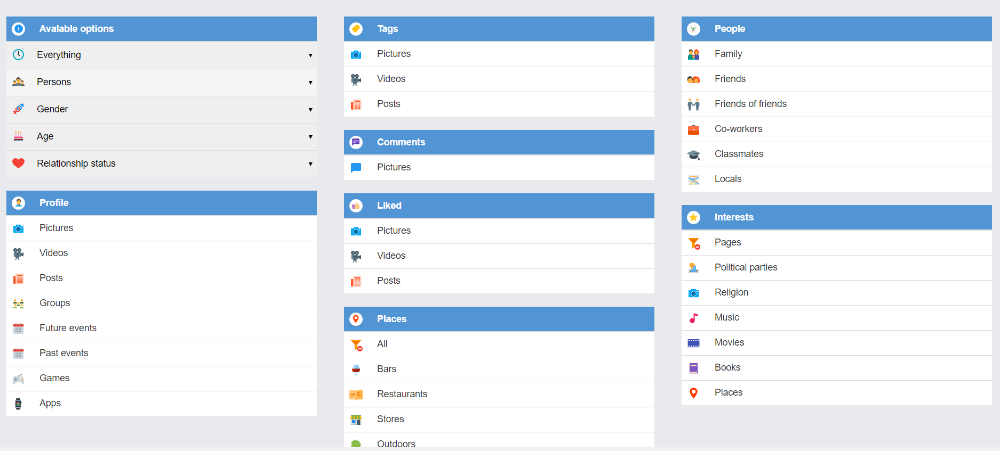 Avalable options
Everything
Persons
Gender
Age
Relationship status
Profile
Pictures
Videos
Posts
Groups
Future events
Past events
Games
Apps
Tags
Pictures
Videos
Posts
Comments
Pictures
Liked
Pictures
Videos
Posts
Places
All
Bars
Restaurants
Stores
Outdoors
People
Family
Friends
Friends of friends
Co-workers
Classmates
Locals
Interests
Pages
Political parties
Religion
Music
Movies
Books
Places